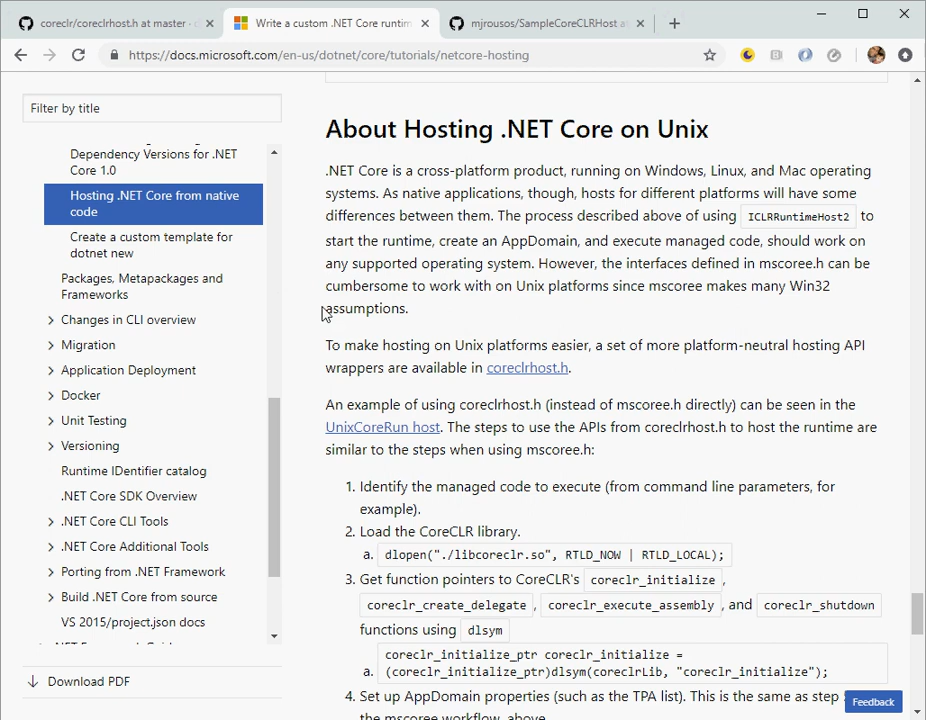 coreclr/coreclrhost.h at master · c
Write a custom .NET Core runtim
mjrousos/SampleCoreCLRHost at
https://docs.microsoft.com/en-us/dotnet/core/tutorials/netcore-hosting
Filter by title
Dependency Versions for .NET
Core 1.0
Hosting .NET Core from native
code
Create a custom template for
dotnet new
Packages, Metapackages and
Frameworks
Changes in CLI overview
Migration
Application Deployment
Docker
Unit Testing
Versioning
Runtime IDentifier catalog
.NET Core SDK Overview
.NET Core CLI Tools
.NET Core Additional Tools
Porting from .NET Framework
Build .NET Core from source
VS 2015/project.json docs
Download PDF
About Hosting .NET Core on Unix
.NET Core is a cross-platform product, running on Windows, Linux, and Mac operating
systems. As native applications, though, hosts for different platforms will have some
differences between them. The process described above of using ICLRRuntimeHost2 to
start the runtime, create an AppDomain, and execute managed code, should work on
any supported operating system. However, the interfaces defined in mscoree.h can be
cumbersome to work with on Unix platforms since mscoree makes many Win32
assumptions.
To make hosting on Unix platforms easier, a set of more platform-neutral hosting API
wrappers are available in coreclrhost.h.
An example of using coreclrhost.h (instead of mscoree.h directly) can be seen in the
UnixCoreRun host. The steps to use the APIs from coreclrhost.h to host the runtime are
similar to the steps when using mscoree.h:
1. Identify the managed code to execute (from command line parameters, for
example).
2. Load the CoreCLR library.
a. dlopen("./libcoreclr.so", RTLD_NOW | RTLD_LOCAL);
3. Get function pointers to CoreCLR's coreclr_initialize ,
coreclr_create_delegate , coreclr_execute_assembly , and coreclr_shutdown
functions using dlsym
coreclr_initialize_ptr coreclr_initialize =
a. (coreclr_initialize_ptr)dlsym(coreclrLib, "coreclr_initialize");
4. Set up AppDomain properties (such as the TPA list). This is the same as step
the mscoree workflow, above.
Feedback